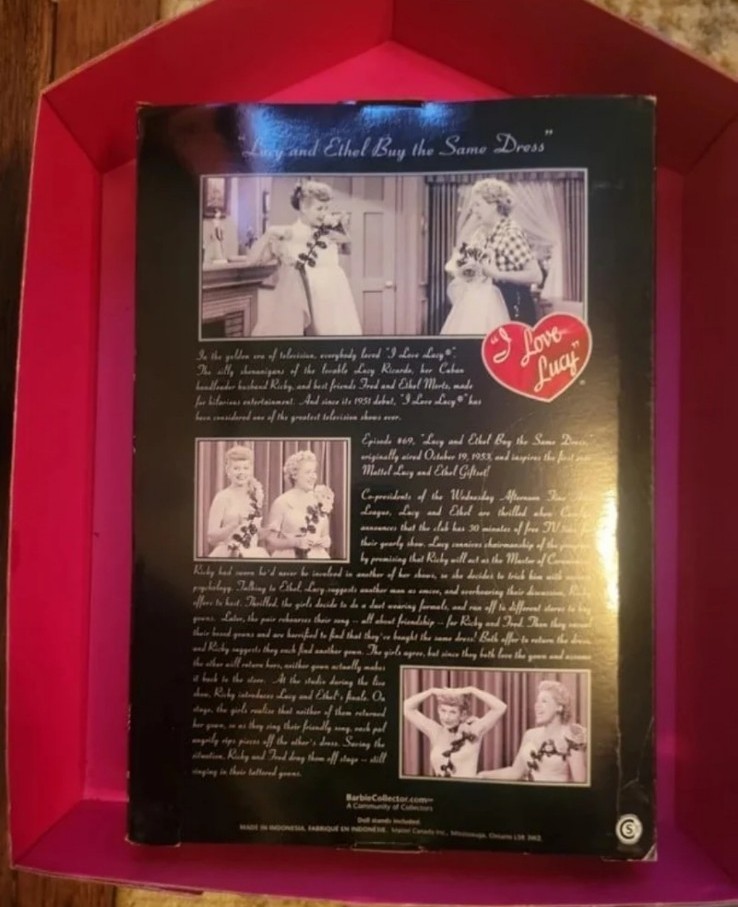 "Lucy and Ethel Buy the Same Dress"
"I Love Lucy"
In the golden era of television, everybody loved "I Love Lucy®".
The silly shenanigans of the lovable Lucy Ricardo, her Cuban
bandleader husband Ricky, and best friends Fred and Ethel Mertz, made
for hilarious entertainment. And since its 1951 debut, "I Love Lucy®" has
been considered one of the greatest television shows ever.
Episode #69, "Lucy and Ethel Buy the Same Dress,"
originally aired October 19, 1953, and inspires the first ever
Mattel Lucy and Ethel Giftset!
Co-presidents of the Wednesday Afternoon Fine
League, Lucy and Ethel are thrilled when
announces that the club has 30 minutes of free TV time for
their yearly show. Lucy connives chairmanship of the program
by promising that Ricky will act as the Master of Ceremonies.
Ricky had sworn he'd never be involved in another of her shows, so she decides to trick him with
psychology. Talking to Ethel, Lucy suggests another man as emcee, and overhearing their discussion, Ricky
offers to host. Thrilled, the girls decide to do a duet wearing formals, and run off to different stores to buy
gowns. Later, the pair rehearses their song – all about friendship – for Ricky and Fred. Then they
their boxed gowns and are horrified to find that they've bought the same dress! Both offer to return the dress
and Ricky suggests they each find another gown. The girls agree, but since they both love the gown and assume
the other will return hers, neither gown actually makes
it back to the store. At the studio during the live
show, Ricky introduces Lucy and Ethel's finale. On
stage, the girls realize that neither of them returned
her gown, so as they sing their friendly song, each pal
angrily rips pieces off the other's dress. Saving the
situation, Ricky and Fred drag them off stage – still
singing in their tattered gowns.
BarbieCollector.com
A Community of Collectors
Doll stands included.
MADE IN INDONESIA. FABRIQUÉ EN INDONÉSIE. Mattel Canada Inc., Mississauga, Ontario L5R 3W2.